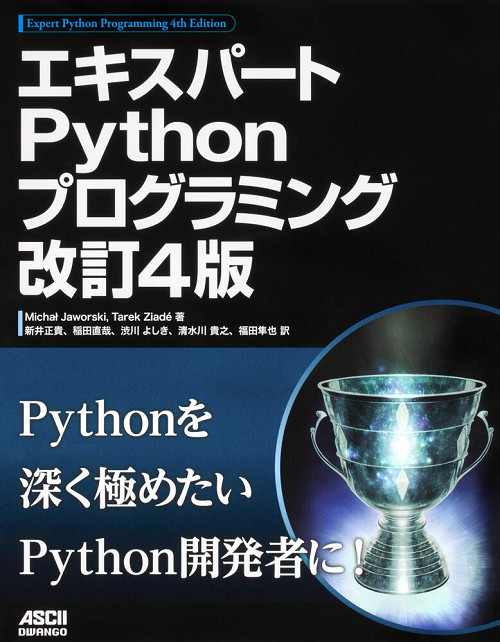 Expert Python Programming 4th Edition
エキスパート
Python
プログラミング
改訂4版
Michał Jaworski, Tarek Ziadé 著
新井正貴、稲田直哉、渋川 よしき、清水川 貴之、福田隼也 訳
Pythonを
深く極めたい
Python開発者に!
ASCII
DWANGO